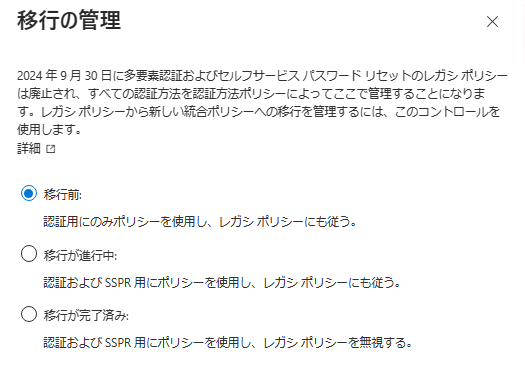 移行の管理
2024 年 9 月 30 日に多要素認証およびセルフサービス パスワード リセットのレガシ ポリシー
は廃止され、すべての認証方法を認証方法ポリシーによってここで管理することになりま
す。レガシ ポリシーから新しい統合ポリシーへの移行を管理するには、このコントロールを
使用します。
詳細
移行前:
認証用にのみポリシーを使用し、レガシ ポリシーにも従う。
移行が進行中:
認証および SSPR 用にポリシーを使用し、レガシ ポリシーにも従う。
移行が完了済み:
認証および SSPR 用にポリシーを使用し、レガシ ポリシーを無視する。